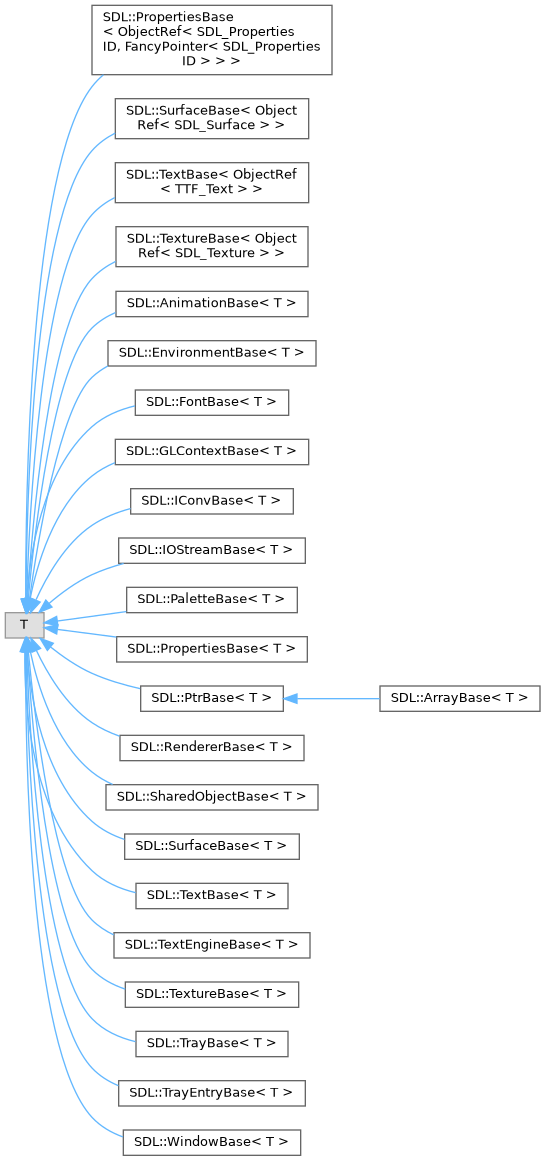 SDL::PropertiesBase
< ObjectRef< SDL_Properties
ID, FancyPointer< SDL_Properties
ID > > >
SDL::SurfaceBase< Object
Ref< SDL_Surface > >
SDL::TextBase< ObjectRef
< TTF_Text > >
SDL::TextureBase< Object
Ref< SDL_Texture > >
SDL::AnimationBase< T >
SDL::EnvironmentBase< T >
SDL::FontBase< T >
SDL::GLContextBase< T >
SDL::IConvBase< T >
SDL::IOStreamBase< T >
SDL::PaletteBase< T >
T
SDL::PropertiesBase< T >
SDL::PtrBase< T >
SDL::ArrayBase< T >
SDL::RendererBase< T >
SDL::SharedObjectBase< T >
SDL::SurfaceBase< T >
SDL::TextBase< T >
SDL::TextEngineBase< T >
SDL::TextureBase< T >
SDL::TrayBase< T >
SDL::TrayEntryBase< T >
SDL::WindowBase< T >